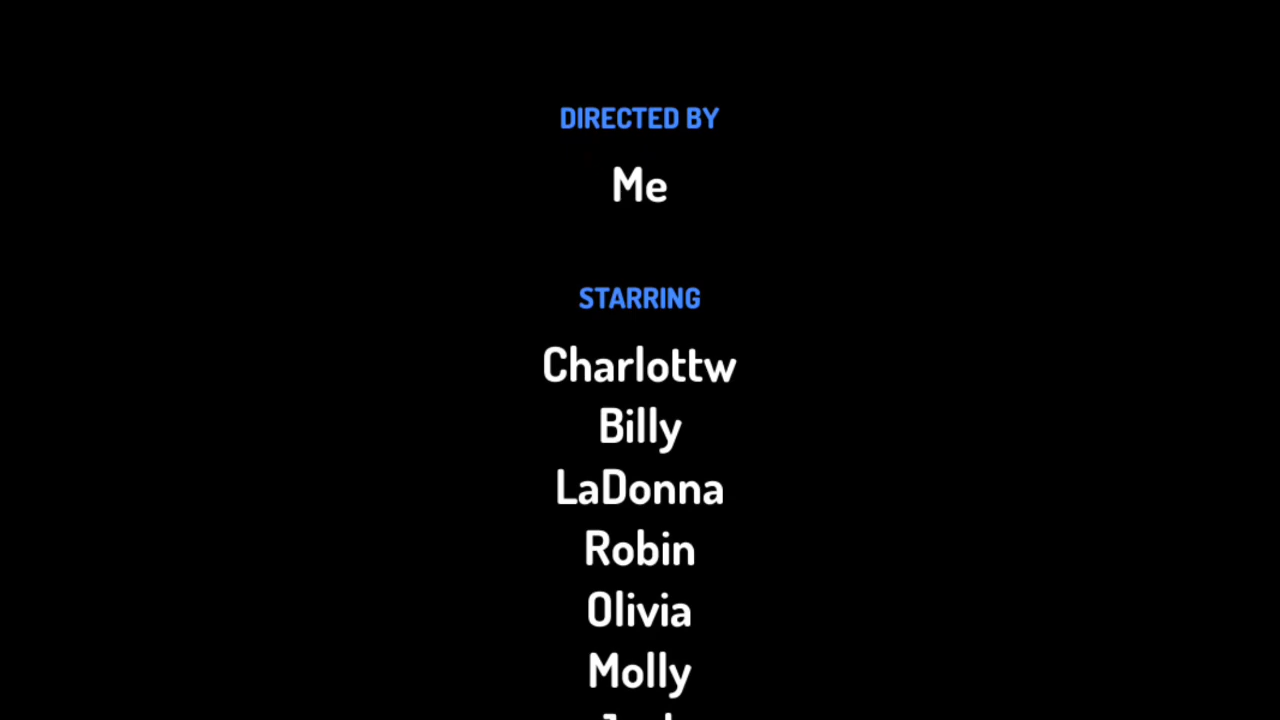 DIRECTED BY
Me
STARRING
Charlottw
Billy
LaDonna
Robin
Olivia
Molly